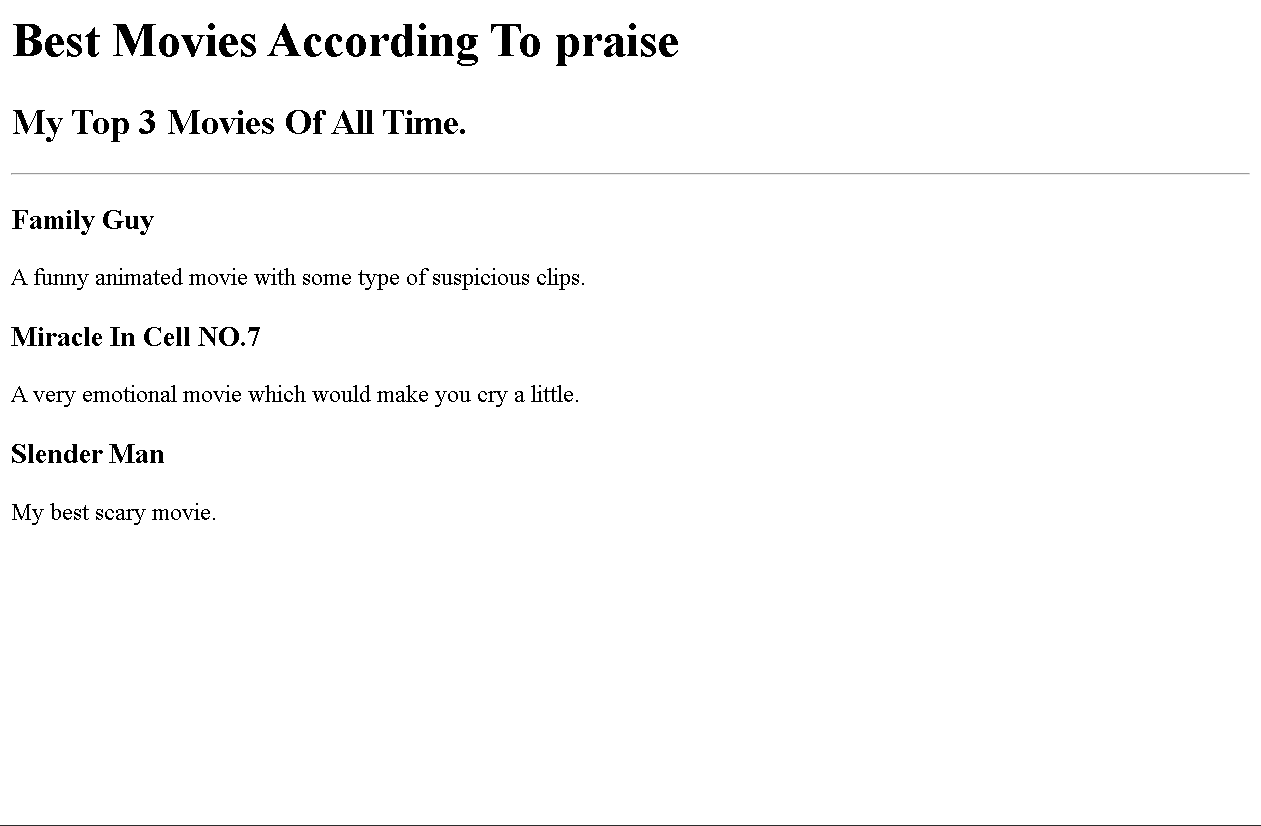 Best Movies According To praise
My Top 3 Movies Of All Time.
Family Guy
A funny animated movie with some type of suspicious clips.
Miracle In Cell NO.7
A very emotional movie which would make you cry a little.
Slender Man
My best scary movie.